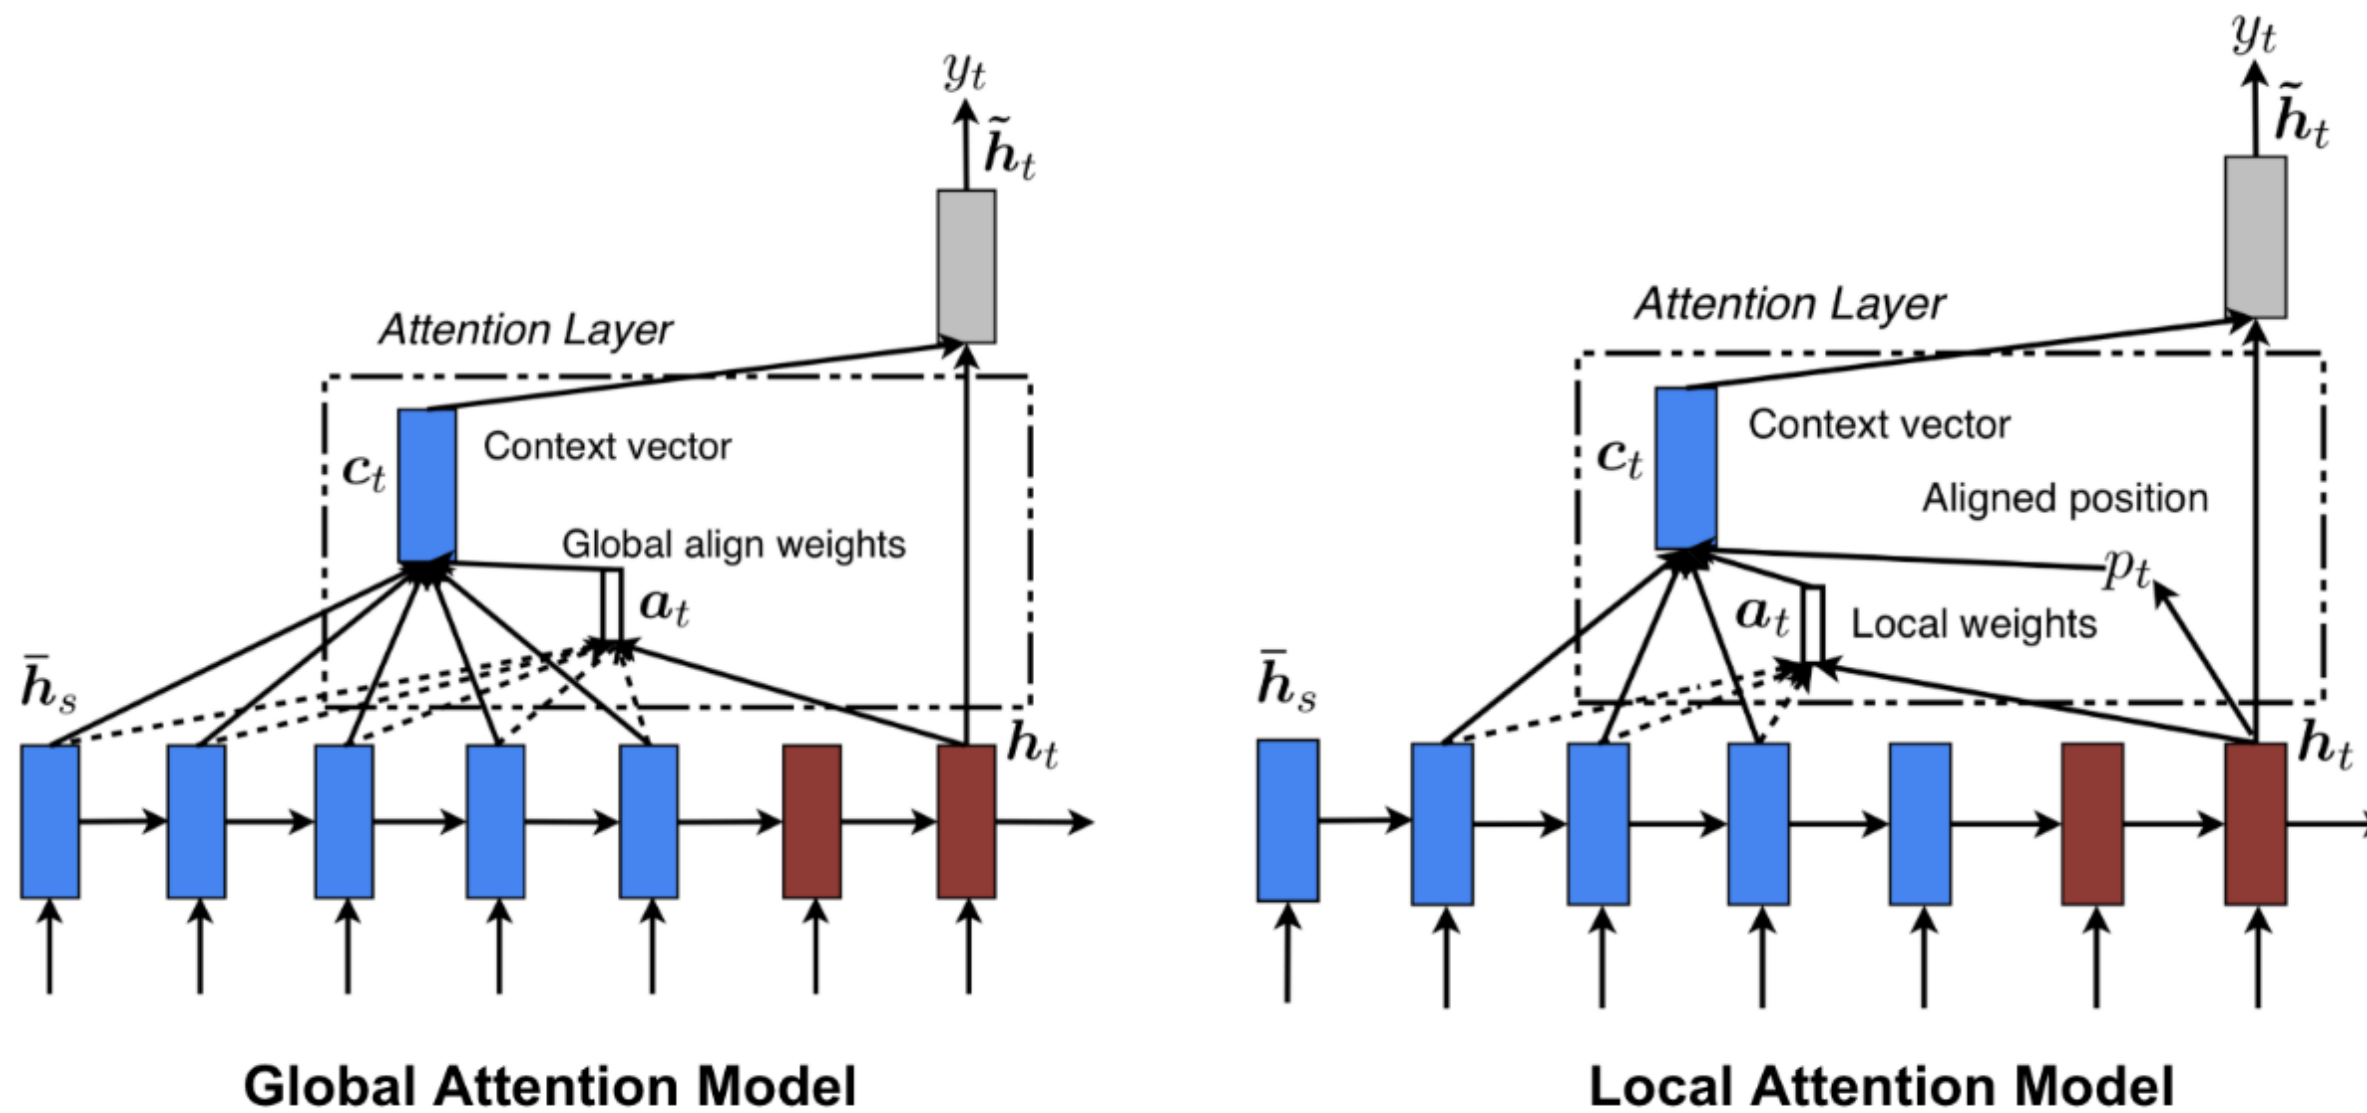 y_t
h̃_t
Attention Layer
c_t
Context vector
Global align weights
a_t
h̄_s
h_t
Global Attention Model
y_t
h̃_t
Attention Layer
c_t
Context vector
Aligned position
p_t
a_t
Local weights
h̄_s
h_t
Local Attention Model